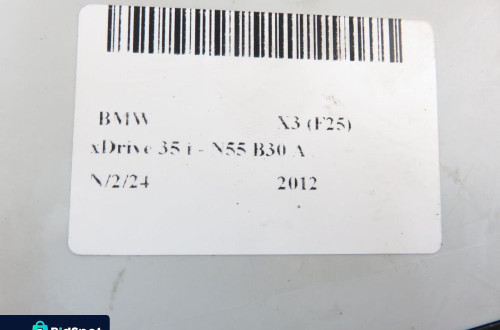 BMW X3 (F25)
xDrive 35 i - N55 B30 A
N/2/24 2012